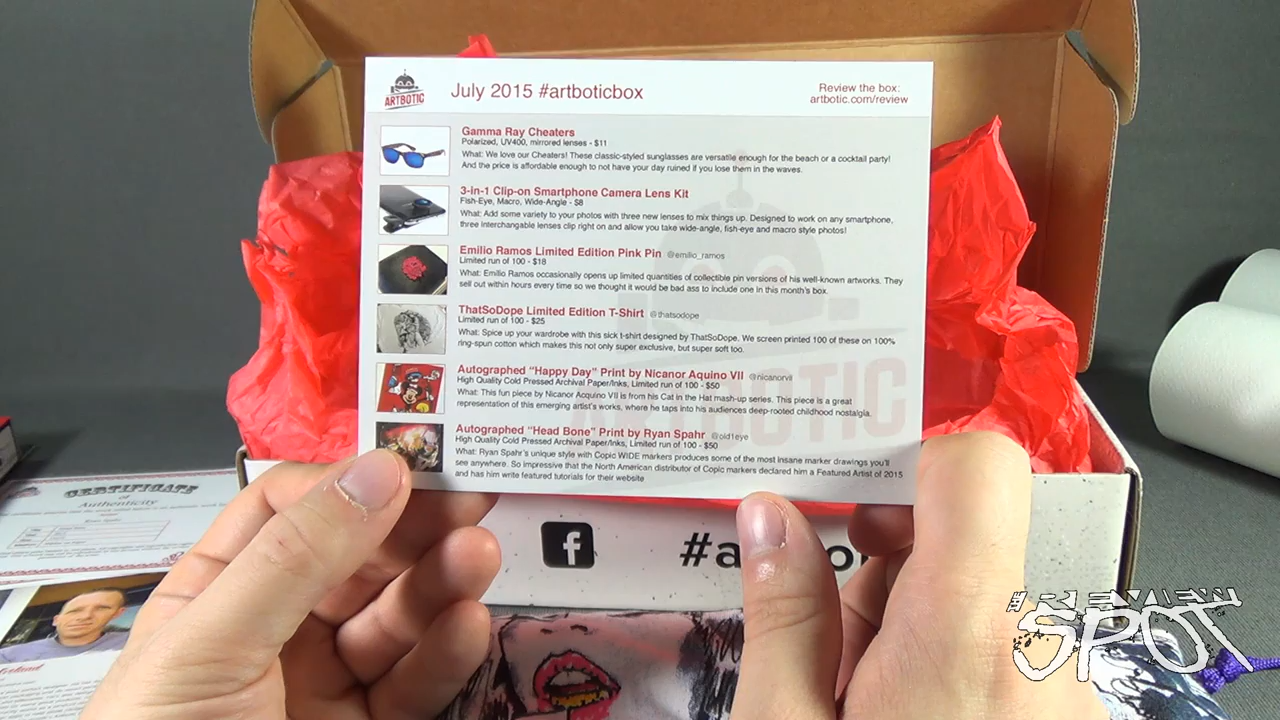 ARTBOTIC
July 2015 #artboticbox
Review the box:
artbotic.com/review
Gamma Ray Cheaters
Polarized, UV400, mirrored lenses - $11
What: We love our Cheaters! These classic-styled sunglasses are versatile enough for the beach or a cocktail party!
And the price is affordable enough to not have your day ruined if you lose them in the waves.
3-in-1 Clip-on Smartphone Camera Lens Kit
Fish-Eye, Macro, Wide-Angle - $8
What: Add some variety to your photos with three new lenses to mix things up. Designed to work on any smartphone,
three interchangable lenses clip right on and allow you take wide-angle, fish-eye and macro style photos!
Emilio Ramos Limited Edition Pink Pin @emilio_ramos
Limited run of 100 - $18
What: Emilio Ramos occasionally opens up limited quantities of collectible pin versions of his well-known artworks. They
sell out within hours every time so we thought it would be bad ass to include one in this month's box.
ThatSoDope Limited Edition T-Shirt @thatsodope
Limited run of 100 - $25
What: Spice up your wardrobe with this sick t-shirt designed by ThatSoDope. We screen printed 100 of these on 100%
ring-spun cotton which makes this not only super exclusive, but super soft too.
Autographed "Happy Day" Print by Nicanor Aquino VII @nicanorvii
High Quality Cold Pressed Archival Paper/Inks, Limited run of 100 - $50
What: This fun piece by Nicanor Aquino VII is from his Cat in the Hat mash-up series. This piece is a great
representation of this emerging artist's works, where he taps into his audiences deep-rooted childhood nostalgia.
Autographed "Head Bone" Print by Ryan Spahr @old1eye
High Quality Cold Pressed Archival Paper/Inks, Limited run of 100 - $50
What: Ryan Spahr's unique style with Copic WIDE markers produces some of the most insane marker drawings you'll
see anywhere. So impressive that the North American distributor of Copic markers declared him a Featured Artist of 2015
and has him write featured tutorials for their website
BOTIC
CERTIFICATE
of
Authenticity
f
SPOT